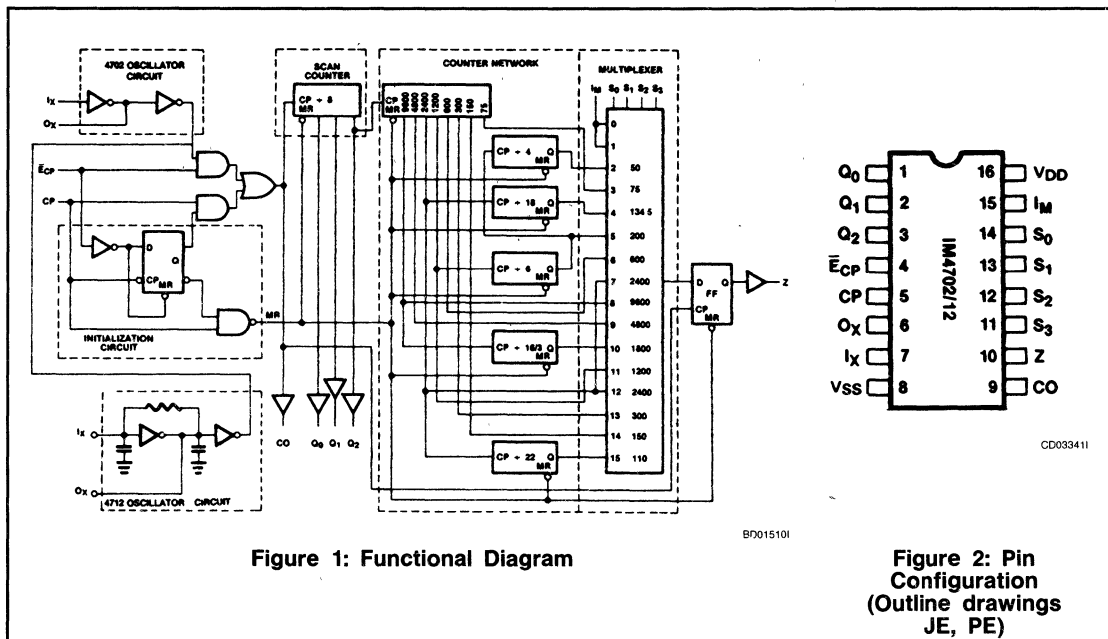 4702 OSCILLATOR
CIRCUIT
IX
OX
ECP
CP
D
Q
CP
MR
INITIALIZATION
CIRCUIT
MR
IX
OX
4712 OSCILLATOR CIRCUIT
SCAN
COUNTER
CP ÷ 8
MR
CO
Q0
Q1
Q2
COUNTER NETWORK
CP
MR
9600
4800
2400
1200
600
300
150
75
CP ÷ 4 Q
MR
CP ÷ 18 Q
MR
CP ÷ 6 Q
MR
CP ÷ 16/3 Q
MR
CP ÷ 22 Q
MR
MULTIPLEXER
IM S0 S1 S2 S3
0
1
2 50
3 75
4 134 5
5 200
6 600
7 2400
8 9600
9 4800
10 1800
11 1200
12 2400
13 300
14 150
15 110
D Q
FF
CP
MR
Z
BD01510I
Figure 1: Functional Diagram
Q0 1 16 VDD
Q1 2 15 IM
Q2 3 14 S0
E̅CP 4 13 S1
CP 5 12 S2
OX 6 11 S3
IX 7 10 Z
VSS 8 9 CO
IM4702/12
CD03341I
Figure 2: Pin
Configuration
(Outline drawings
JE, PE)